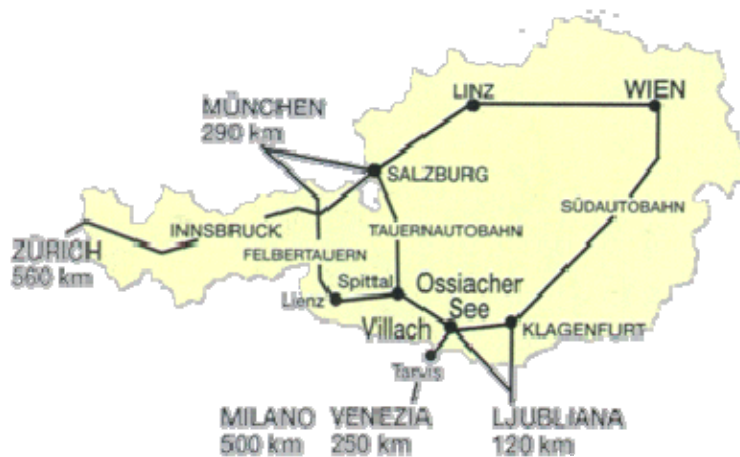 LINZ
WIEN
MÜNCHEN
290 km
SALZBURG
SÜDAUTOBAHN
INNSBRUCK
TAUERNAUTOBAHN
ZÜRICH
560 km
FELBERTAUERN
Spittal
Ossiacher
See
Lienz
Villach
KLAGENFURT
Tarvis
MILANO
500 km
VENEZIA
250 km
LJUBLIANA
120 km